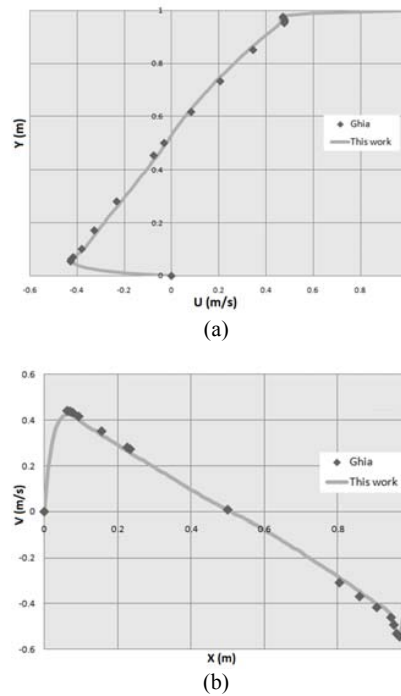 1
0.8
0.6
0.4
0.2
0
Y (m)
Ghia
This work
-0.6 -0.4 -0.2 0 0.2 0.4 0.6 0.8
U (m/s)
(a)
0.6
0.4
0.2
0
-0.2
-0.4
-0.6
V (m/s)
0 0.2 0.4 0.6 0.8
Ghia
This work
X (m)
(b)